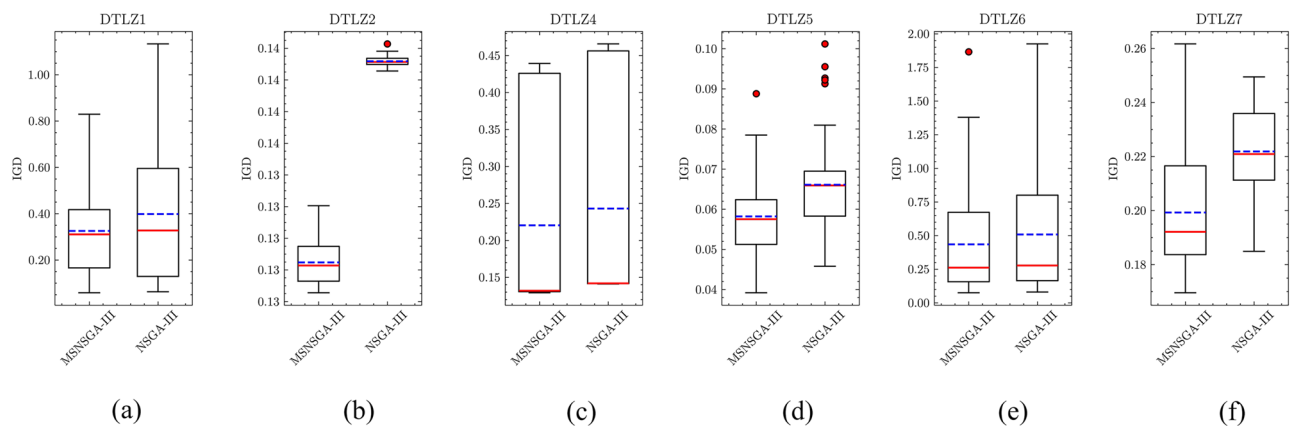 DTLZ1
IGD
1.00
0.80
0.60
0.40
0.20
MSNSGA-III
NSGA-III
(a)
DTLZ2
IGD
0.14
0.14
0.14
0.14
0.13
0.13
0.13
0.13
0.13
MSNSGA-III
NSGA-III
(b)
DTLZ4
IGD
0.45
0.40
0.35
0.30
0.25
0.20
0.15
MSNSGA-III
NSGA-III
(c)
DTLZ5
IGD
0.10
0.09
0.08
0.07
0.06
0.05
0.04
MSNSGA-III
NSGA-III
(d)
DTLZ6
IGD
2.00
1.75
1.50
1.25
1.00
0.75
0.50
0.25
0.00
MSNSGA-III
NSGA-III
(e)
DTLZ7
IGD
0.26
0.24
0.22
0.20
0.18
MSNSGA-III
NSGA-III
(f)